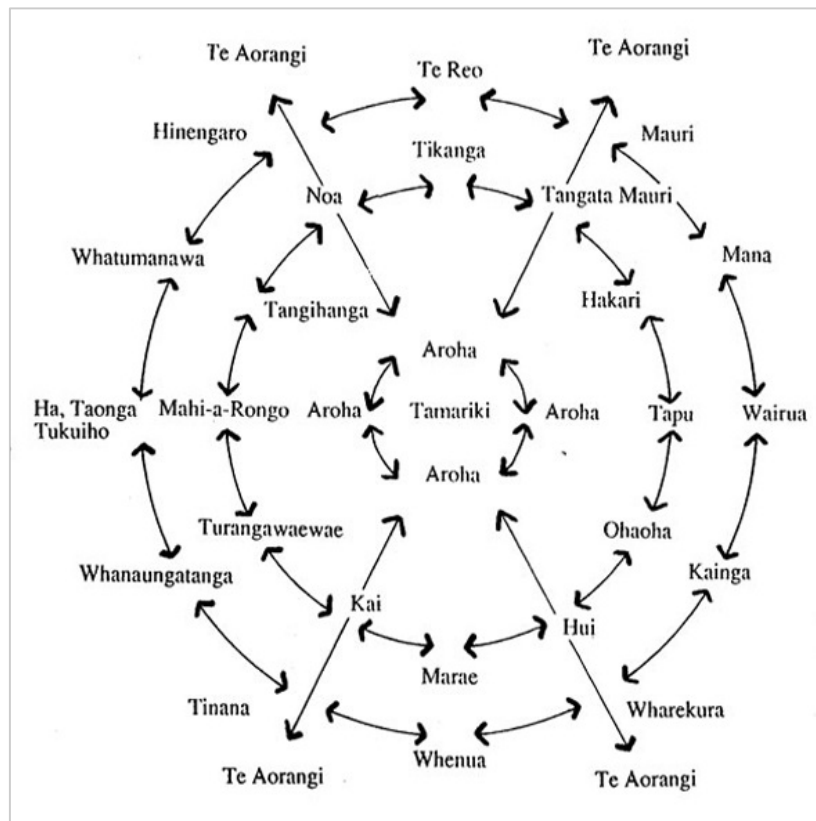 Te Aorangi
Te Aorangi
Te Reo
Hinengaro
Mauri
Tikanga
Noa
Tangata Mauri
Whatumanawa
Mana
Tangihanga
Hakari
Aroha
Ha, Taonga
Tukuiho
Mahi-a-Rongo
Aroha
Tamariki
Aroha
Tapu
Wairua
Aroha
Turangawaewae
Ohaoha
Whanaungatanga
Kainga
Kai
Hui
Marae
Tinana
Wharekura
Whenua
Te Aorangi
Te Aorangi